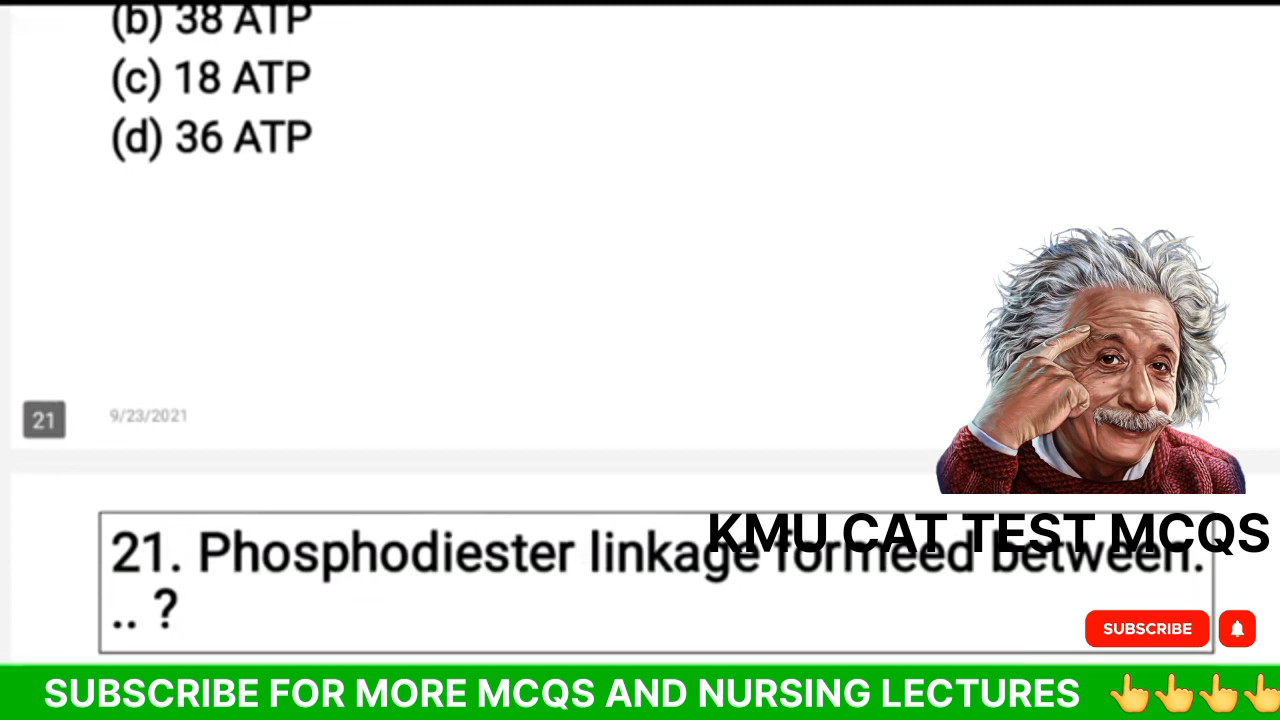 (b) 38 ATP
(c) 18 ATP
(d) 36 ATP
21 9/23/2021
KMU CAT TEST MCQS
21. Phosphodiester linkage formeed between.
.. ?
SUBSCRIBE
SUBSCRIBE FOR MORE MCQS AND NURSING LECTURES 👆👆👆👆